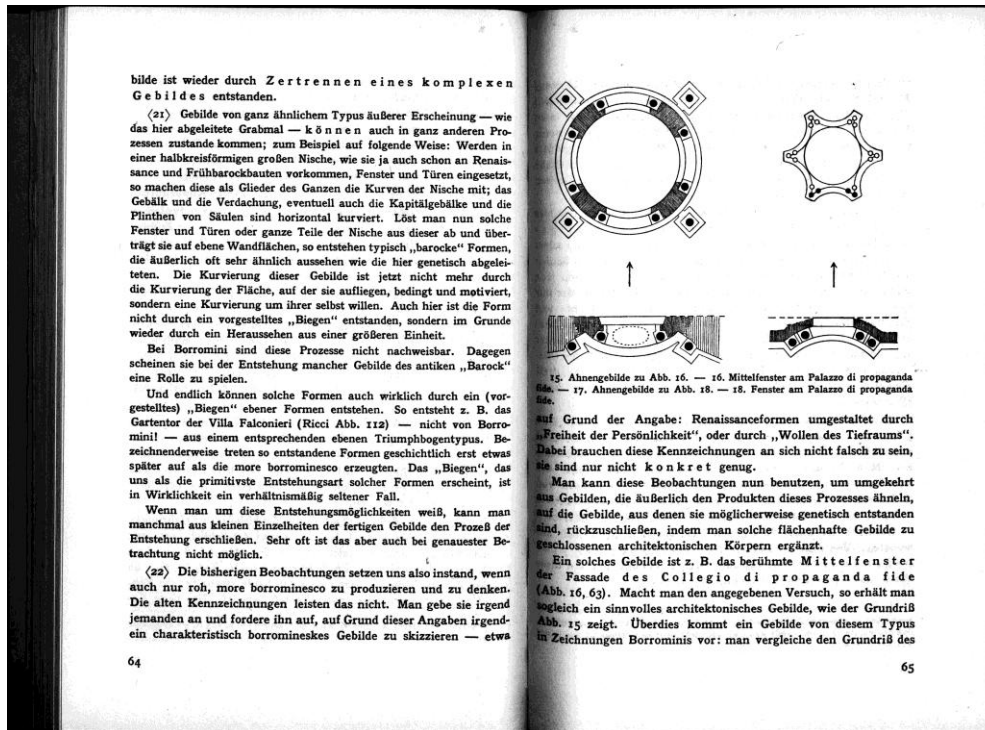 bilde ist wieder durch Zertrennen eines komplexen
Gebildes entstanden.
⟨21⟩ Gebilde von ganz ähnlichem Typus äußerer Erscheinung — wie
das hier abgeleitete Grabmal — können auch in ganz anderen Pro-
zessen zustande kommen; zum Beispiel auf folgende Weise: Werden in
einer halbkreisförmigen großen Nische, wie sie ja auch schon an Renais-
sance und Frühbarockbauten vorkommen, Fenster und Türen eingesetzt,
so machen diese als Glieder des Ganzen die Kurven der Nische mit; das
Gebälk und die Verdachung, eventuell auch die Kapitälgebälke und die
Plinthen von Säulen sind horizontal kurviert. Löst man nun solche
Fenster und Türen oder ganze Teile der Nische aus dieser ab und über-
trägt sie auf ebene Wandflächen, so entstehen typisch „barocke“ Formen,
die äußerlich oft sehr ähnlich aussehen wie die hier genetisch abgelei-
teten. Die Kurvierung dieser Gebilde ist jetzt nicht mehr durch
die Kurvierung der Fläche, auf der sie aufliegen, bedingt und motiviert,
sondern eine Kurvierung um ihrer selbst willen. Auch hier ist die Form
nicht durch ein vorgestelltes „Biegen“ entstanden, sondern im Grunde
wieder durch ein Heraussehen aus einer größeren Einheit.
Bei Borromini sind diese Prozesse nicht nachweisbar. Dagegen
scheinen sie bei der Entstehung mancher Gebilde des antiken „Barock“
eine Rolle zu spielen.
Und endlich können solche Formen auch wirklich durch ein (vor-
gestelltes) „Biegen“ ebener Formen entstehen. So entsteht z. B. das
Gartentor der Villa Falconieri (Ricci Abb. 112) — nicht von Borro-
mini! — aus einem entsprechenden ebenen Triumphbogentypus. Be-
zeichnenderweise treten so entstandene Formen geschichtlich erst etwas
später auf als die more borrominesco erzeugten. Das „Biegen“, das
uns als die primitivste Entstehungsart solcher Formen erscheint, ist
in Wirklichkeit ein verhältnismäßig seltener Fall.
Wenn man um diese Entstehungsmöglichkeiten weiß, kann man
manchmal aus kleinen Einzelheiten der fertigen Gebilde den Prozeß der
Entstehung erschließen. Sehr oft ist das aber auch bei genauester Be-
trachtung nicht möglich.
⟨22⟩ Die bisherigen Beobachtungen setzen uns also instand, wenn
auch nur roh, more borrominesco zu produzieren und zu denken.
Die alten Kennzeichnungen leisten das nicht. Man gebe sie irgend
jemanden an und fordere ihn auf, auf Grund dieser Angaben irgend-
ein charakteristisch borromineskes Gebilde zu skizzieren — etwa
64
15. Ahnengebilde zu Abb. 16. — 16. Mittelfenster am Palazzo di propaganda
fide. — 17. Ahnengebilde zu Abb. 18. — 18. Fenster am Palazzo di propaganda
fide.
auf Grund der Angabe: Renaissanceformen umgestaltet durch
„Freiheit der Persönlichkeit“, oder durch „Wollen des Tiefraums“.
Dabei brauchen diese Kennzeichnungen an sich nicht falsch zu sein,
sie sind nur nicht konkret genug.
Man kann diese Beobachtungen nun benutzen, um umgekehrt
aus Gebilden, die äußerlich den Produkten dieses Prozesses ähneln,
auf die Gebilde, aus denen sie möglicherweise genetisch entstanden
sind, rückzuschließen, indem man solche flächenhafte Gebilde zu
geschlossenen architektonischen Körpern ergänzt.
Ein solches Gebilde ist z. B. das berühmte Mittelfenster
der Fassade des Collegio di propaganda fide
(Abb. 16, 63). Macht man den angegebenen Versuch, so erhält man
sogleich ein sinnvolles architektonisches Gebilde, wie der Grundriß
Abb. 15 zeigt. Überdies kommt ein Gebilde von diesem Typus
in Zeichnungen Borrominis vor: man vergleiche den Grundriß des
65